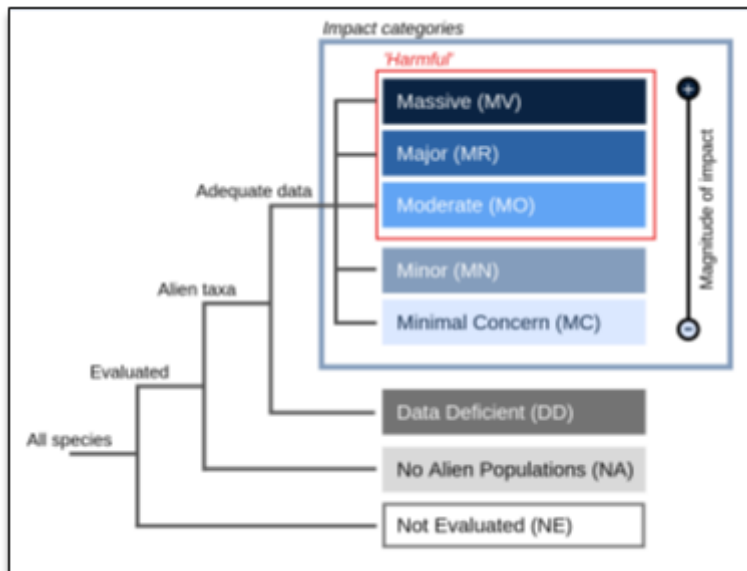 Impact categories
'Harmful'
Massive (MV)
Major (MR)
Adequate data
Moderate (MO)
Magnitude of impact
Minor (MN)
Alien taxa
Minimal Concern (MC)
Evaluated
Data Deficient (DD)
All species
No Alien Populations (NA)
Not Evaluated (NE)
+
-